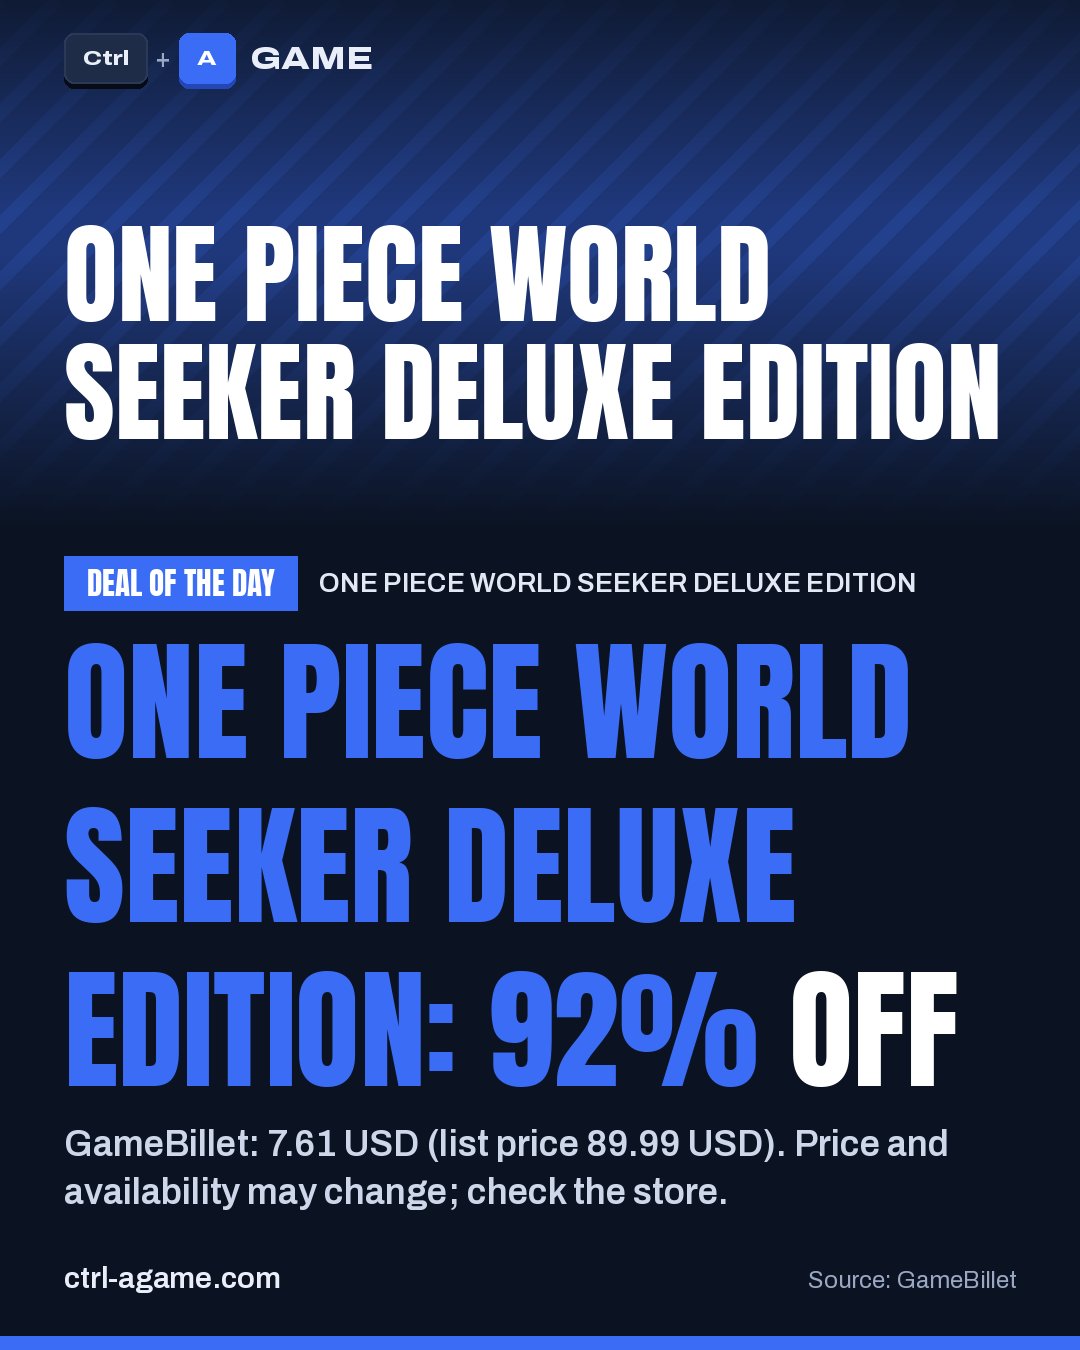 Ctrl + A GAME
ONE PIECE WORLD
SEEKER DELUXE EDITION
DEAL OF THE DAY ONE PIECE WORLD SEEKER DELUXE EDITION
ONE PIECE WORLD
SEEKER DELUXE
EDITION: 92% OFF
GameBillet: 7.61 USD (list price 89.99 USD). Price and
availability may change; check the store.
ctrl-agame.com Source: GameBillet